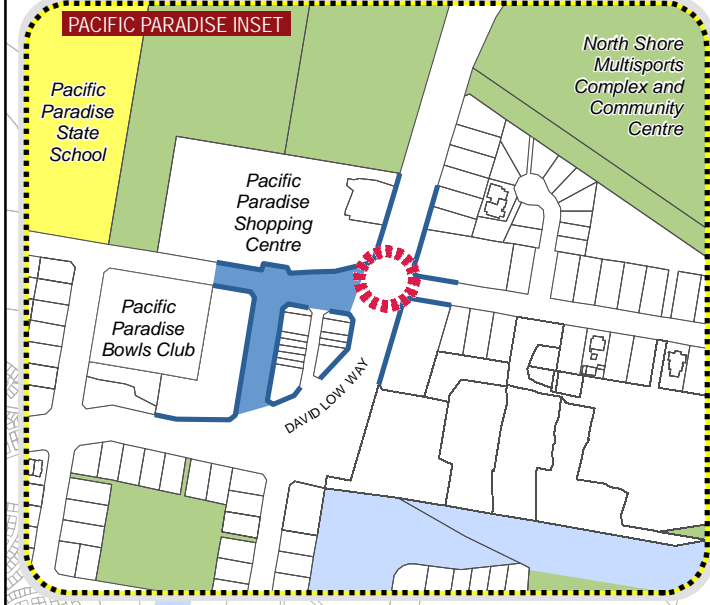 PACIFIC PARADISE INSET
North Shore
Multisports
Complex and
Community
Centre
Pacific
Paradise
State
School
Pacific
Paradise
Shopping
Centre
Pacific
Paradise
Bowls Club
DAVID LOW WAY